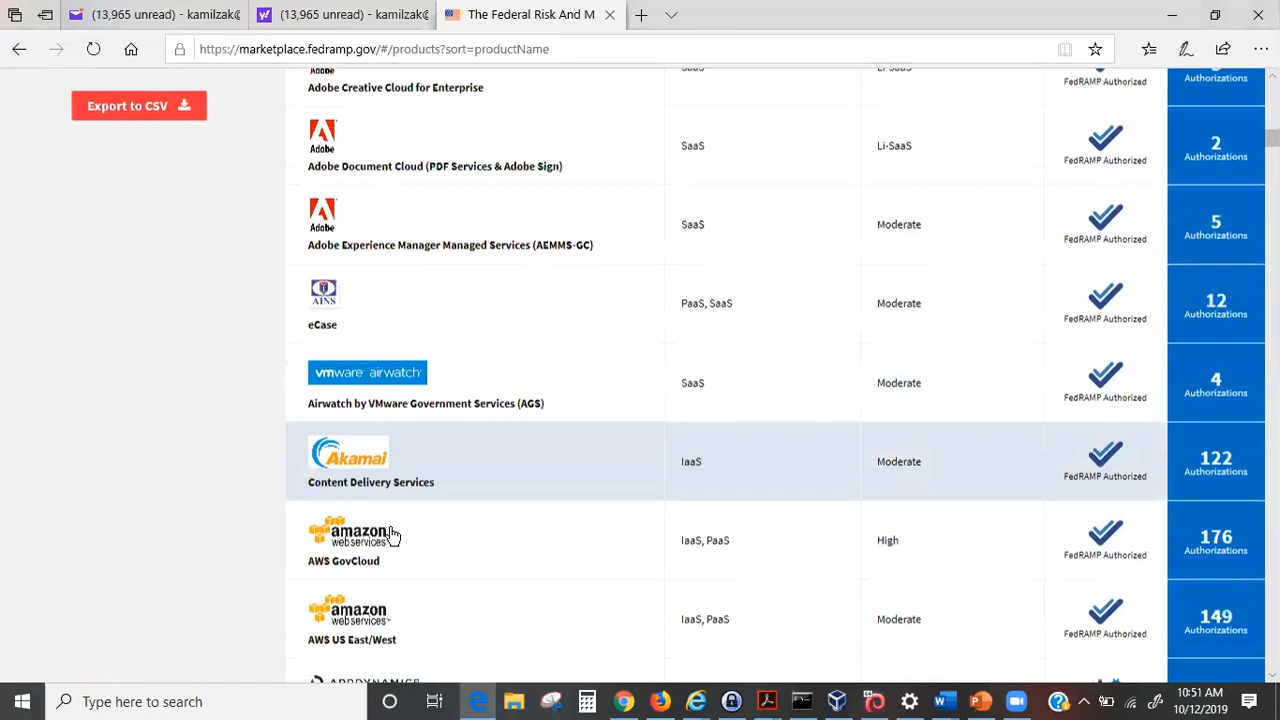 (13,965 unread) - kamilzak(
(13,965 unread) - kamilzak(
The Federal Risk And M
https://marketplace.fedramp.gov/#/products?sort=productName
Export to CSV
Adobe
Adobe Creative Cloud for Enterprise
SaaS
Li-SaaS
FedRAMP Authorized
Authorizations
Adobe
Adobe Document Cloud (PDF Services & Adobe Sign)
SaaS
Li-SaaS
FedRAMP Authorized
2
Authorizations
Adobe
Adobe Experience Manager Managed Services (AEMMS-GC)
SaaS
Moderate
FedRAMP Authorized
5
Authorizations
AINS
eCase
PaaS, SaaS
Moderate
FedRAMP Authorized
12
Authorizations
vmware airwatch
Airwatch by VMware Government Services (AGS)
SaaS
Moderate
FedRAMP Authorized
4
Authorizations
Akamai
Content Delivery Services
IaaS
Moderate
FedRAMP Authorized
122
Authorizations
amazon
webservices
AWS GovCloud
IaaS, PaaS
High
FedRAMP Authorized
176
Authorizations
amazon
webservices
AWS US East/West
IaaS, PaaS
Moderate
FedRAMP Authorized
149
Authorizations
Type here to search
10:51 AM
10/12/2019